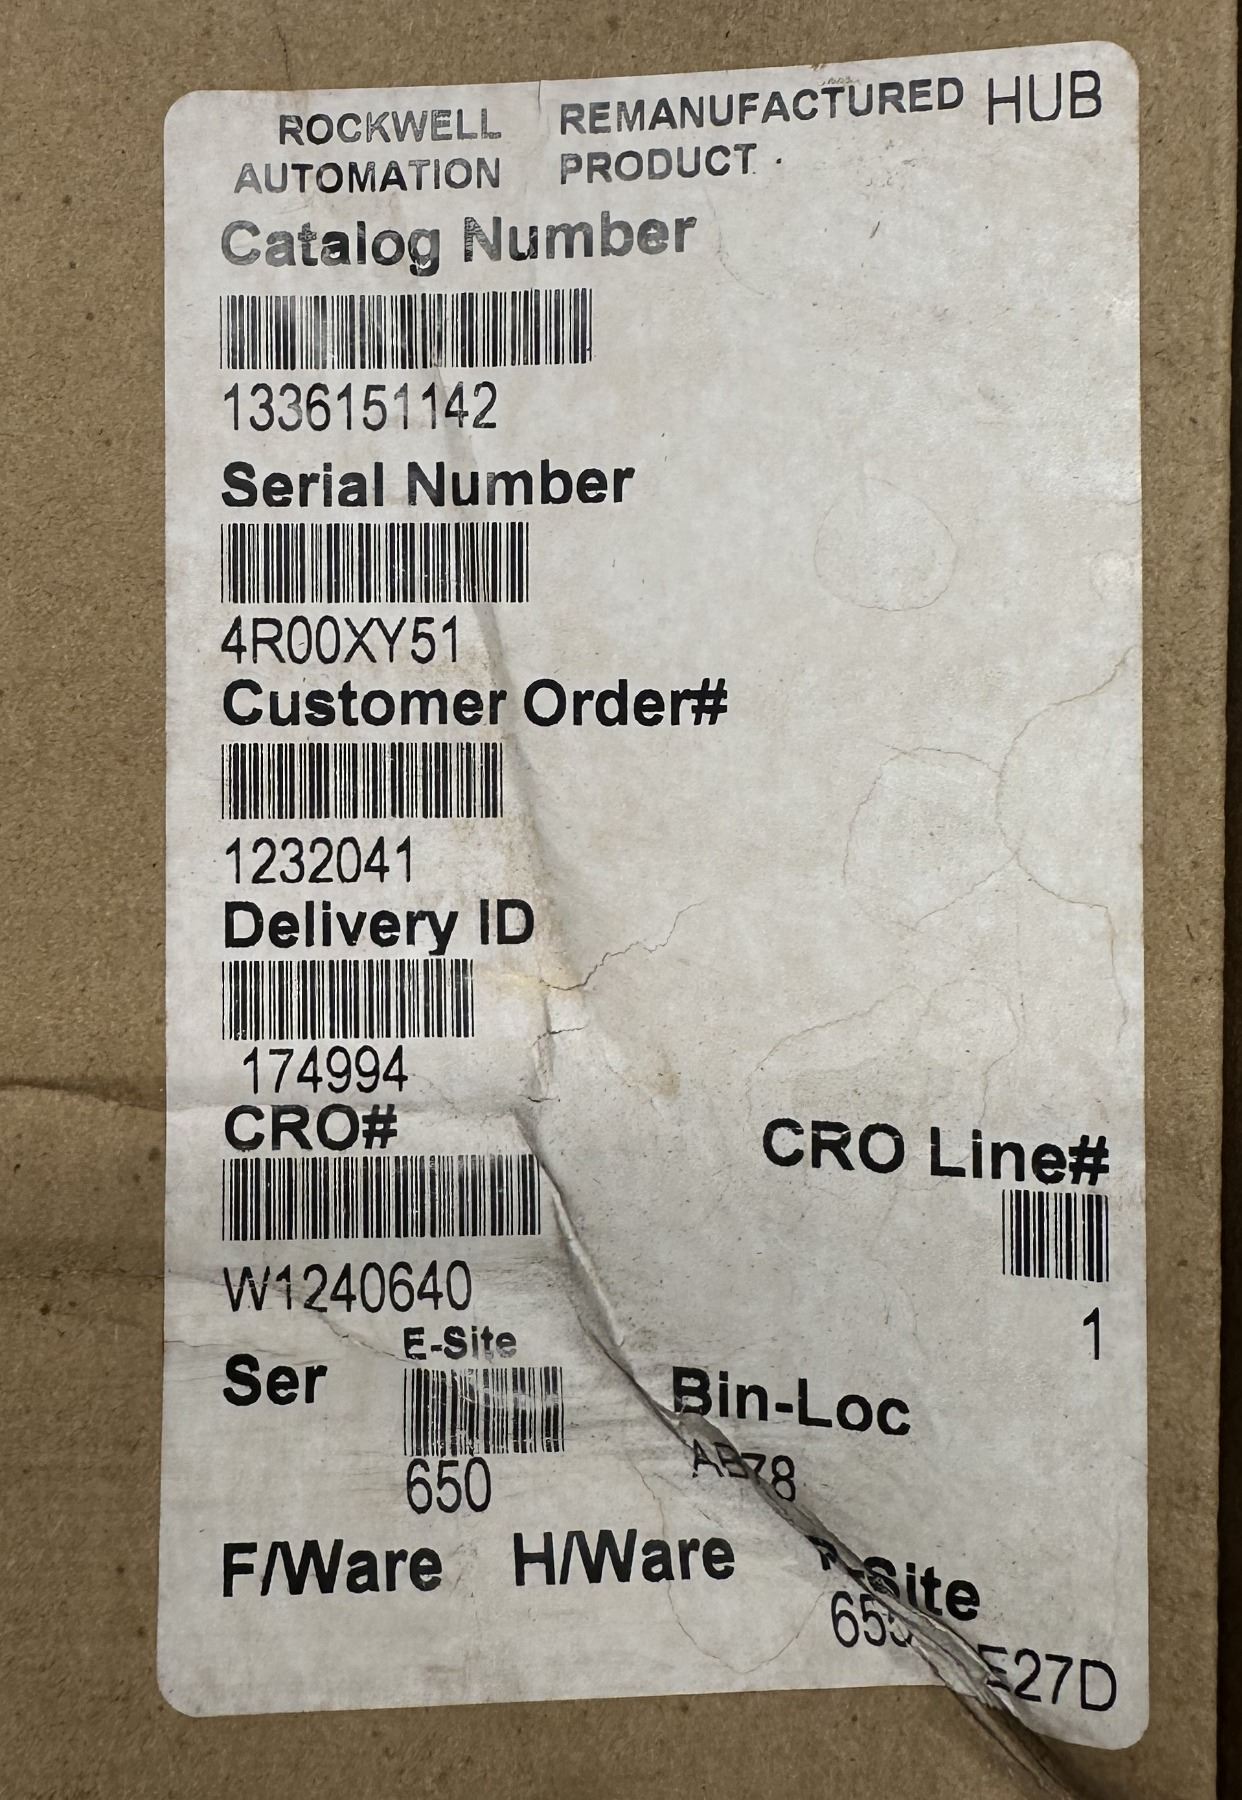 ROCKWELL REMANUFACTURED HUB
AUTOMATION PRODUCT
Catalog Number
1336151142
Serial Number
4R00XY51
Customer Order#
1232041
Delivery ID
174994
CRO# CRO Line#
W1240640 1
Ser E-Site Bin-Loc
650 AB78
F/Ware H/Ware
E27D